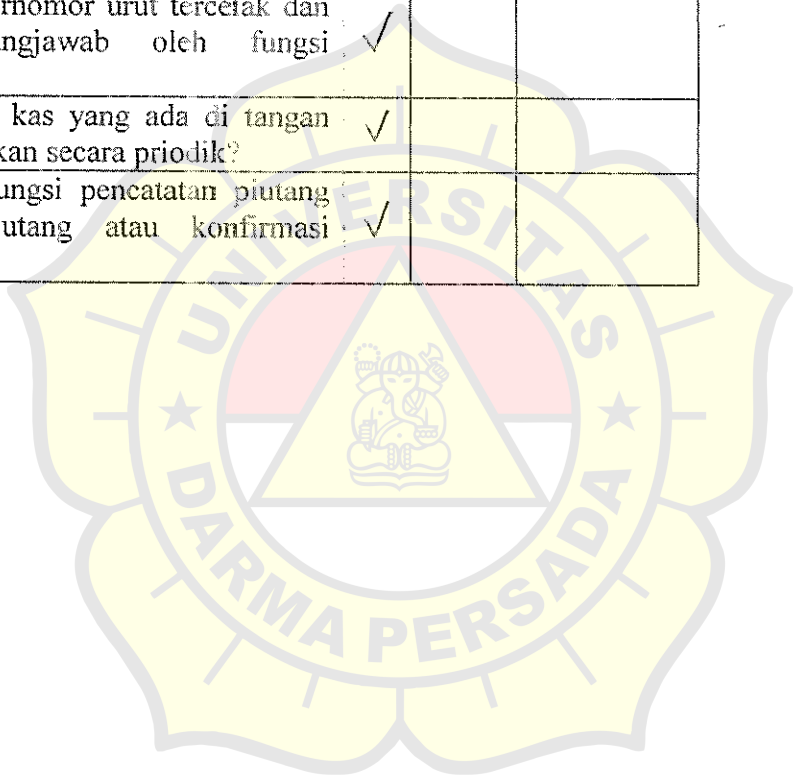 rnomor urut tercetak dan
ngjawab oleh fungsi √
kas yang ada di tangan √
kan secara priodik?
ungsi pencatatan piutang
utang atau konfirmasi √
UNIVERSITAS
DARMA PERSADA